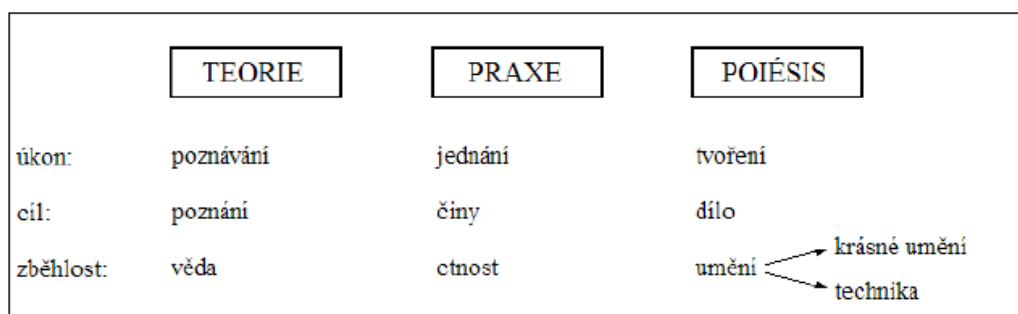 TEORIE PRAXE POIÉSIS
úkon: poznávání jednání tvoření
cíl: poznání činy dílo
krásné umění
zběhlost: věda ctnost umění
technika